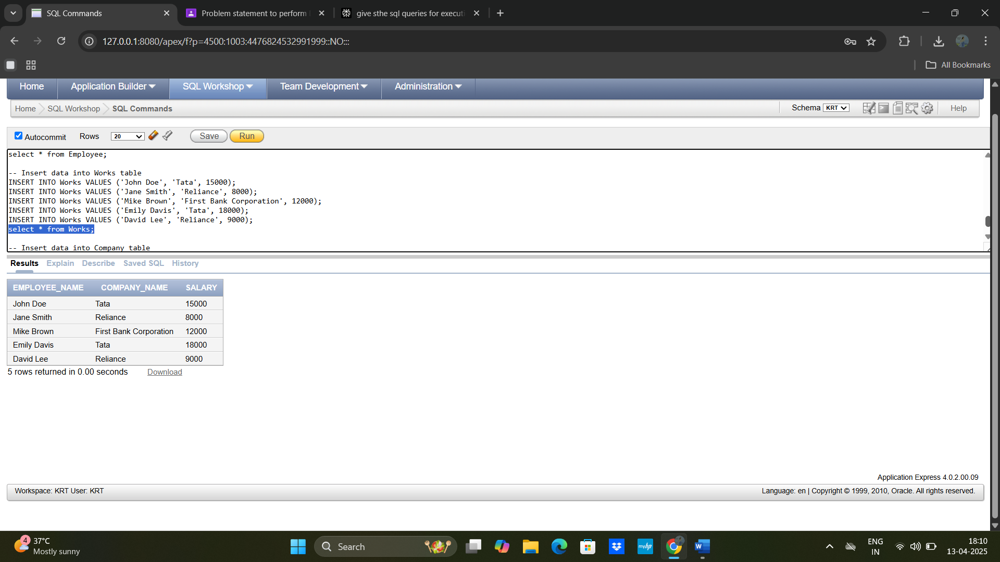 SQL Commands
Problem statement to perform
give sthe sql queries for executi
127.0.0.1:8080/apex/f?p=4500:1003:4476824532991999::NO:::
All Bookmarks
Home Application Builder SQL Workshop Team Development Administration
Home SQL Workshop SQL Commands Schema KRT Help
Autocommit Rows 20 Save Run
select * from Employee;
-- Insert data into Works table
INSERT INTO Works VALUES ('John Doe', 'Tata', 15000);
INSERT INTO Works VALUES ('Jane Smith', 'Reliance', 8000);
INSERT INTO Works VALUES ('Mike Brown', 'First Bank Corporation', 12000);
INSERT INTO Works VALUES ('Emily Davis', 'Tata', 18000);
INSERT INTO Works VALUES ('David Lee', 'Reliance', 9000);
select * from Works;
-- Insert data into Company table
Results Explain Describe Saved SQL History
EMPLOYEE_NAME COMPANY_NAME SALARY
John Doe Tata 15000
Jane Smith Reliance 8000
Mike Brown First Bank Corporation 12000
Emily Davis Tata 18000
David Lee Reliance 9000
5 rows returned in 0.00 seconds Download
Application Express 4.0.2.00.09
Workspace: KRT User: KRT Language: en | Copyright © 1999, 2010, Oracle. All rights reserved.
4 37°C
Mostly sunny
Search
myhp
W
ENG
IN
18:10
13-04-2025